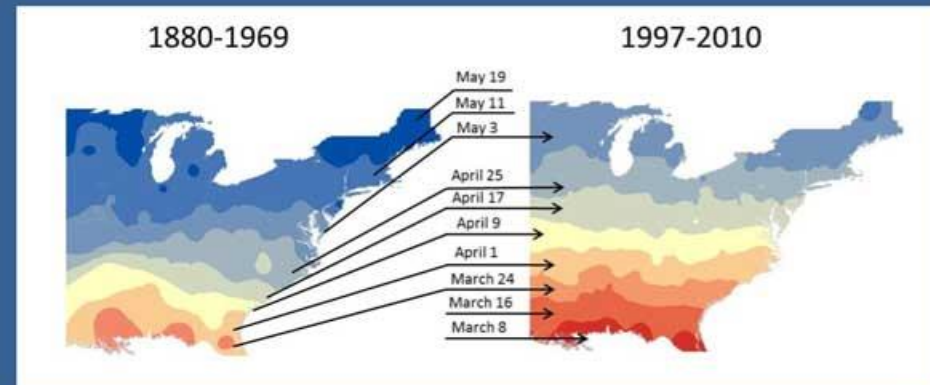 1880-1969
1997-2010
May 19
May 11
May 3
April 25
April 17
April 9
April 1
March 24
March 16
March 8